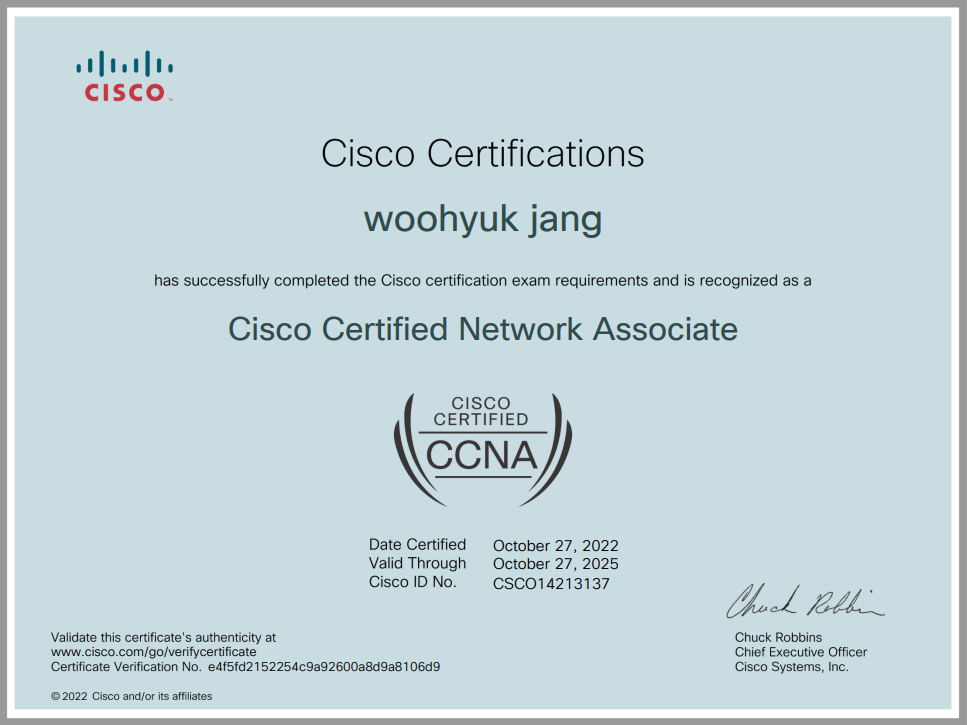 CISCO™
Cisco Certifications
woohyuk jang
has successfully completed the Cisco certification exam requirements and is recognized as a
Cisco Certified Network Associate
CISCO
CERTIFIED
CCNA
Date Certified October 27, 2022
Valid Through October 27, 2025
Cisco ID No. CSCO14213137
Chuck Robbins
Validate this certificate's authenticity at
www.cisco.com/go/verifycertificate
Certificate Verification No. e4f5fd2152254c9a92600a8d9a8106d9
Chuck Robbins
Chief Executive Officer
Cisco Systems, Inc.
© 2022 Cisco and/or its affiliates